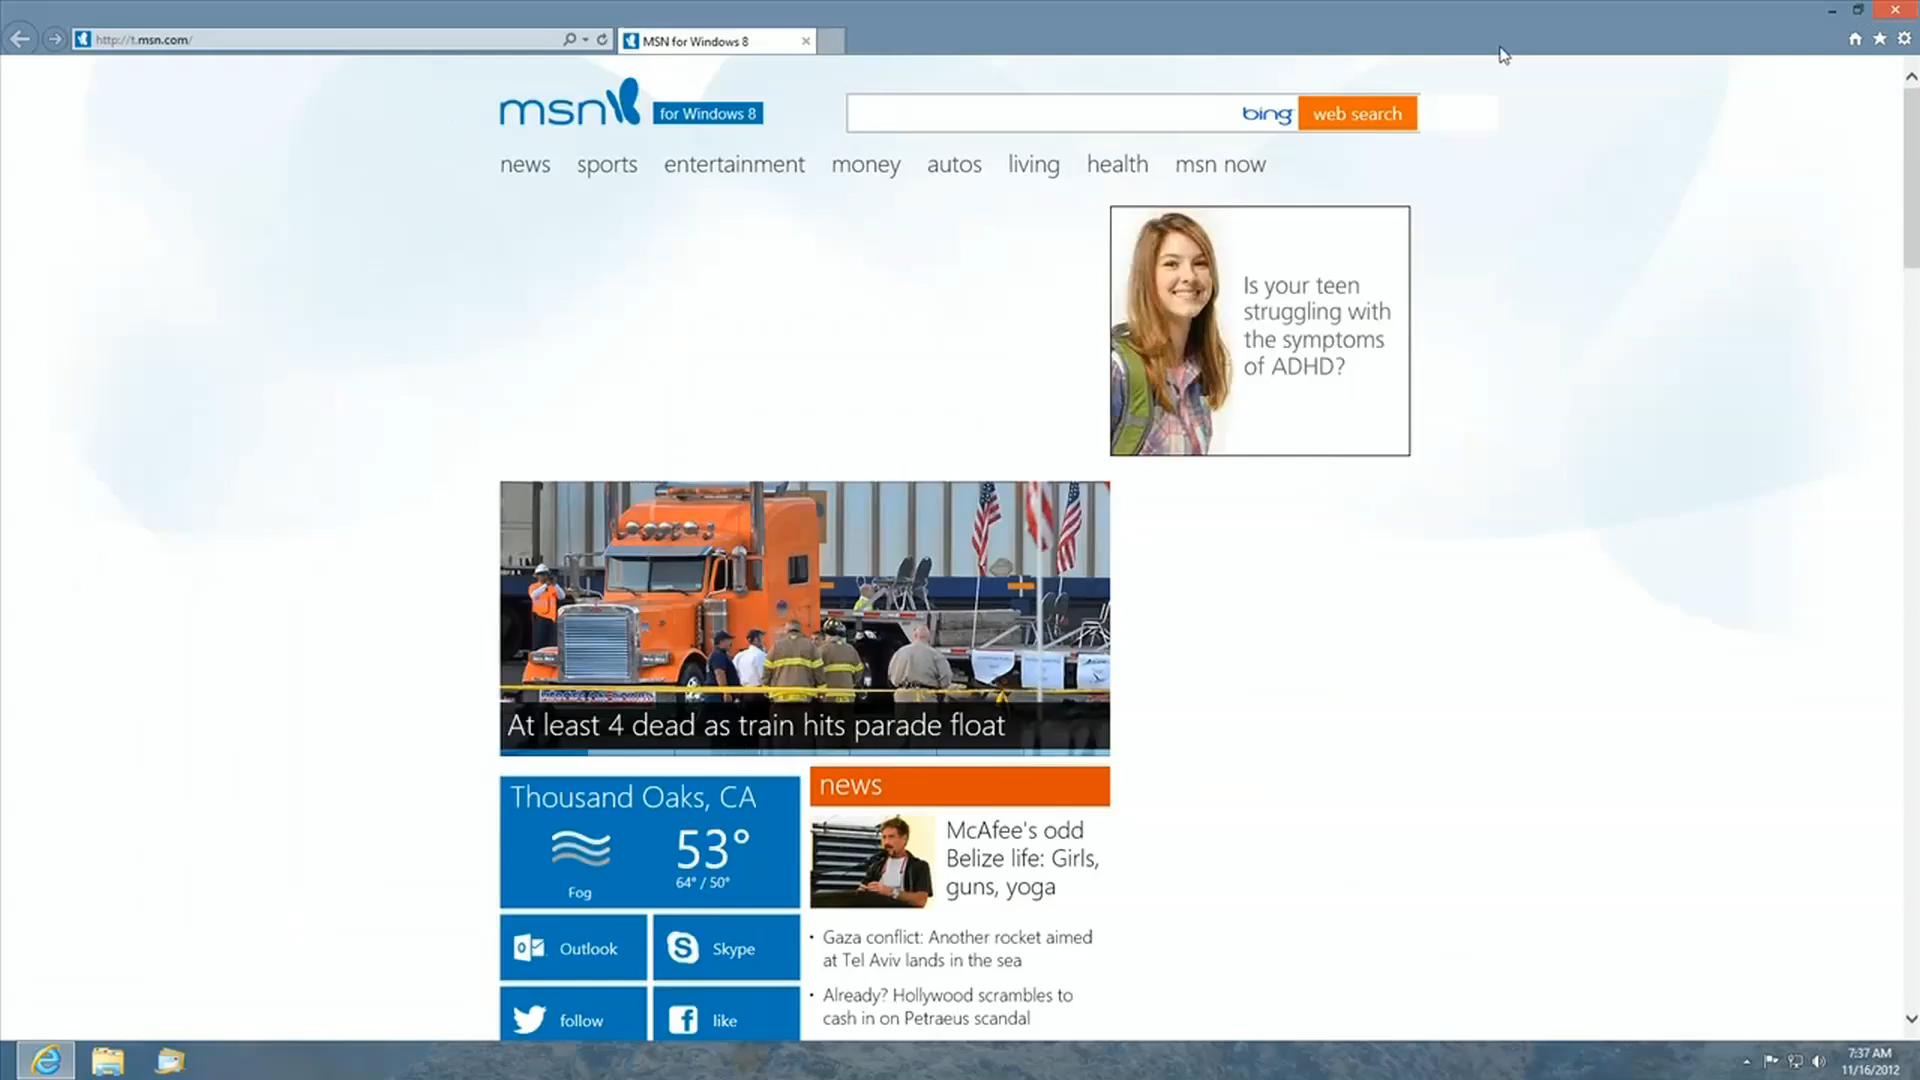 http://t.msn.com/
MSN for Windows 8
msn for Windows 8
bing web search
news sports entertainment money autos living health msn now
Is your teen
struggling with
the symptoms
of ADHD?
At least 4 dead as train hits parade float
Thousand Oaks, CA
53°
64° / 50°
Fog
Outlook
Skype
follow
like
news
McAfee's odd
Belize life: Girls,
guns, yoga
Gaza conflict: Another rocket aimed
at Tel Aviv lands in the sea
Already? Hollywood scrambles to
cash in on Petraeus scandal
7:37 AM
11/16/2012